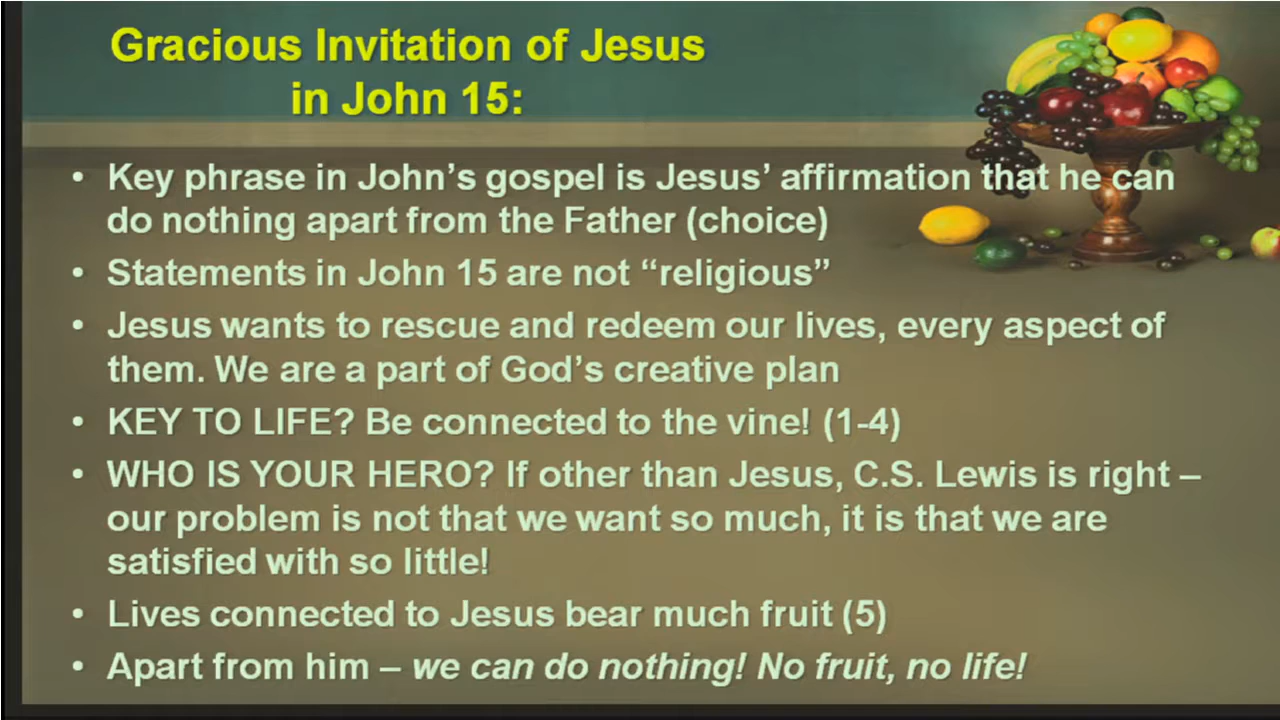 Gracious Invitation of Jesus
in John 15:
• Key phrase in John’s gospel is Jesus’ affirmation that he can
do nothing apart from the Father (choice)
• Statements in John 15 are not “religious”
• Jesus wants to rescue and redeem our lives, every aspect of
them. We are a part of God’s creative plan
• KEY TO LIFE? Be connected to the vine! (1-4)
• WHO IS YOUR HERO? If other than Jesus, C.S. Lewis is right –
our problem is not that we want so much, it is that we are
satisfied with so little!
• Lives connected to Jesus bear much fruit (5)
• Apart from him – we can do nothing! No fruit, no life!